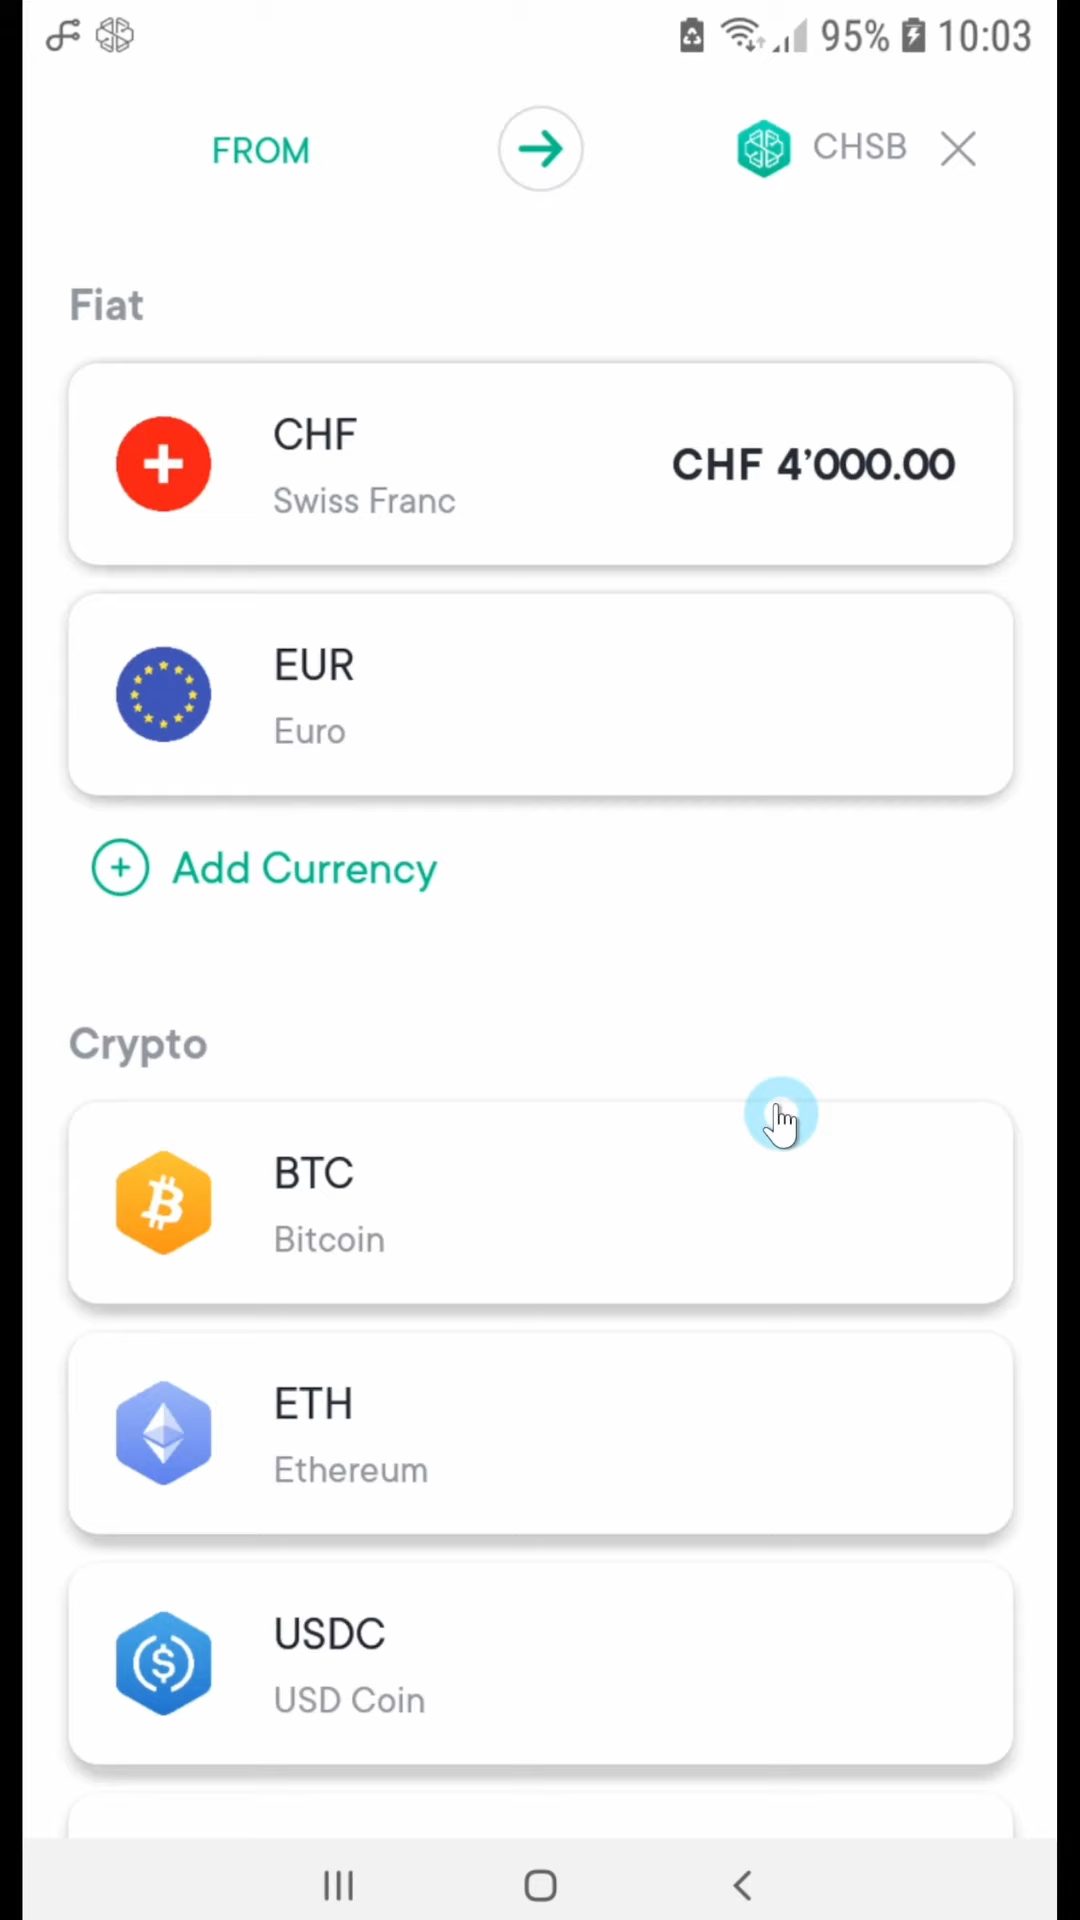 95% 10:03
FROM CHSB
Fiat
CHF
Swiss Franc
CHF 4’000.00
EUR
Euro
Add Currency
Crypto
BTC
Bitcoin
ETH
Ethereum
USDC
USD Coin